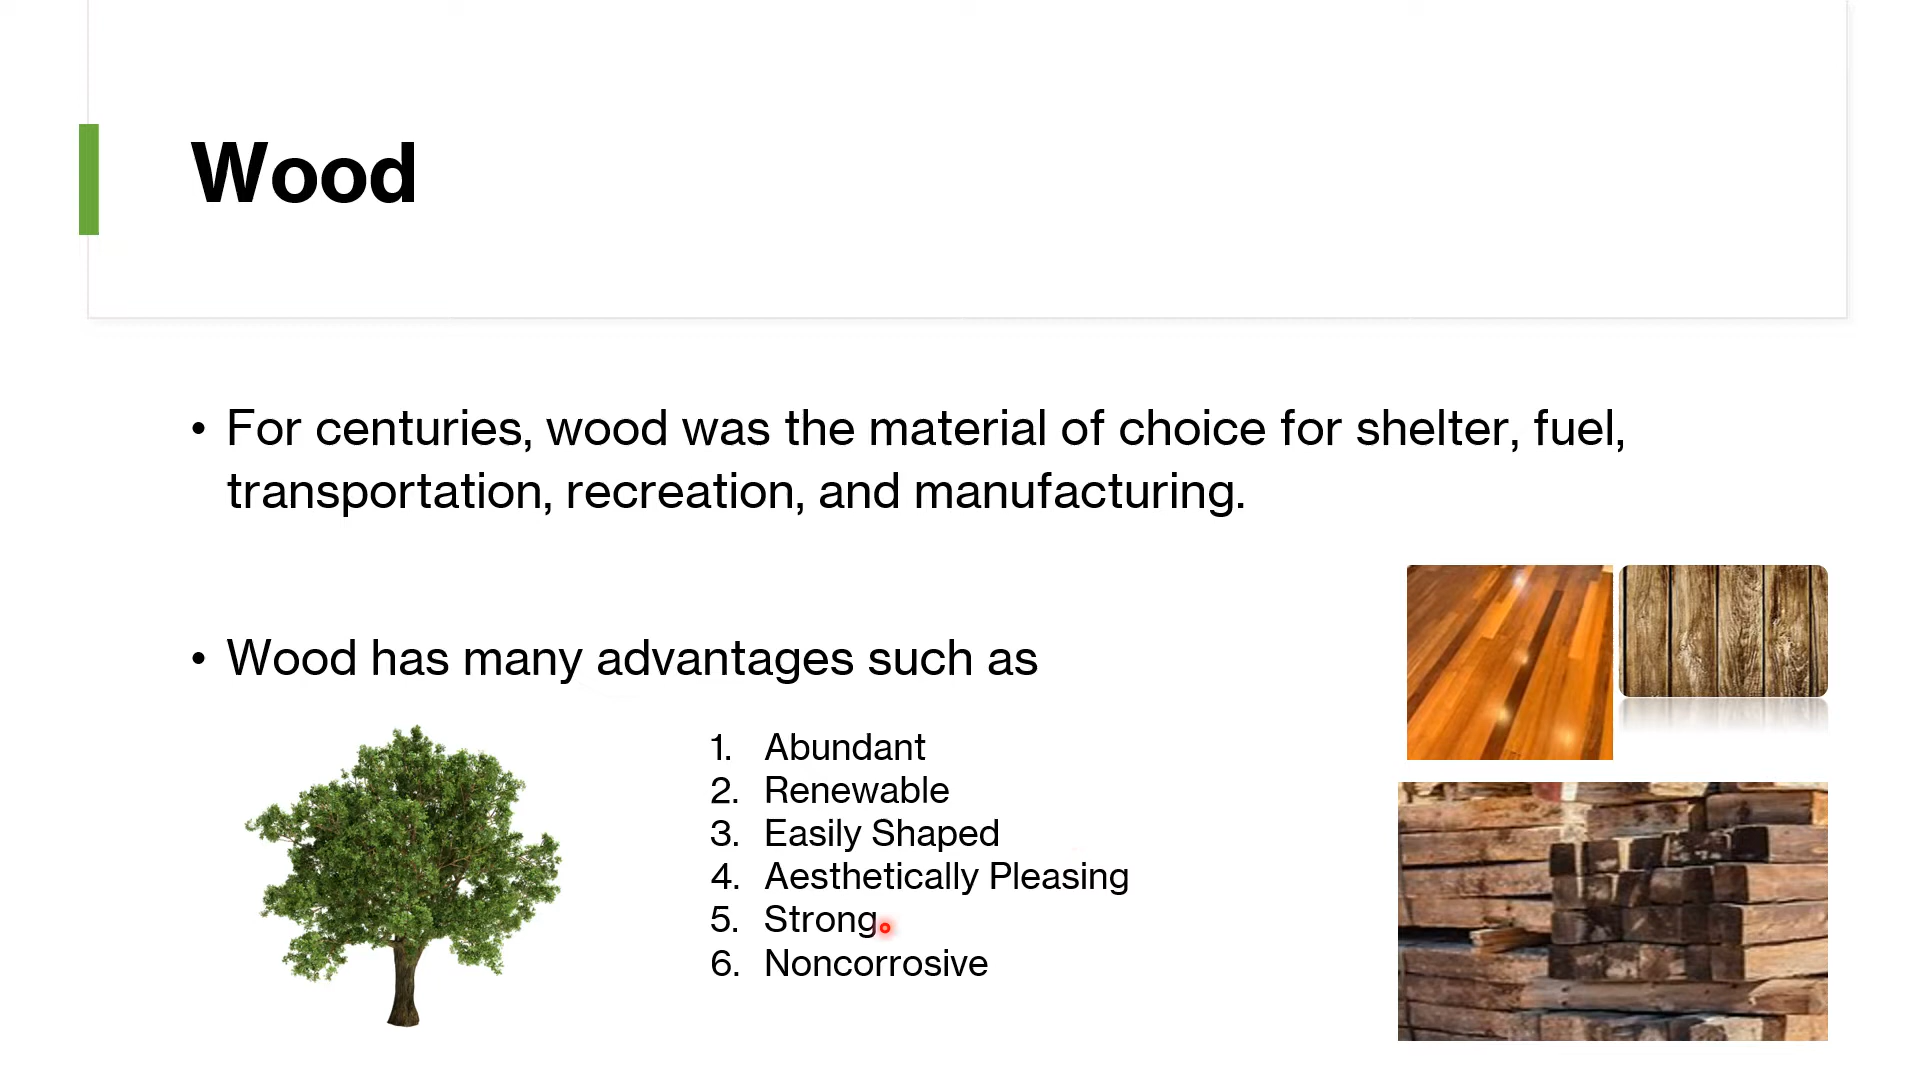 Wood
• For centuries, wood was the material of choice for shelter, fuel,
transportation, recreation, and manufacturing.
• Wood has many advantages such as
1. Abundant
2. Renewable
3. Easily Shaped
4. Aesthetically Pleasing
5. Strong
6. Noncorrosive